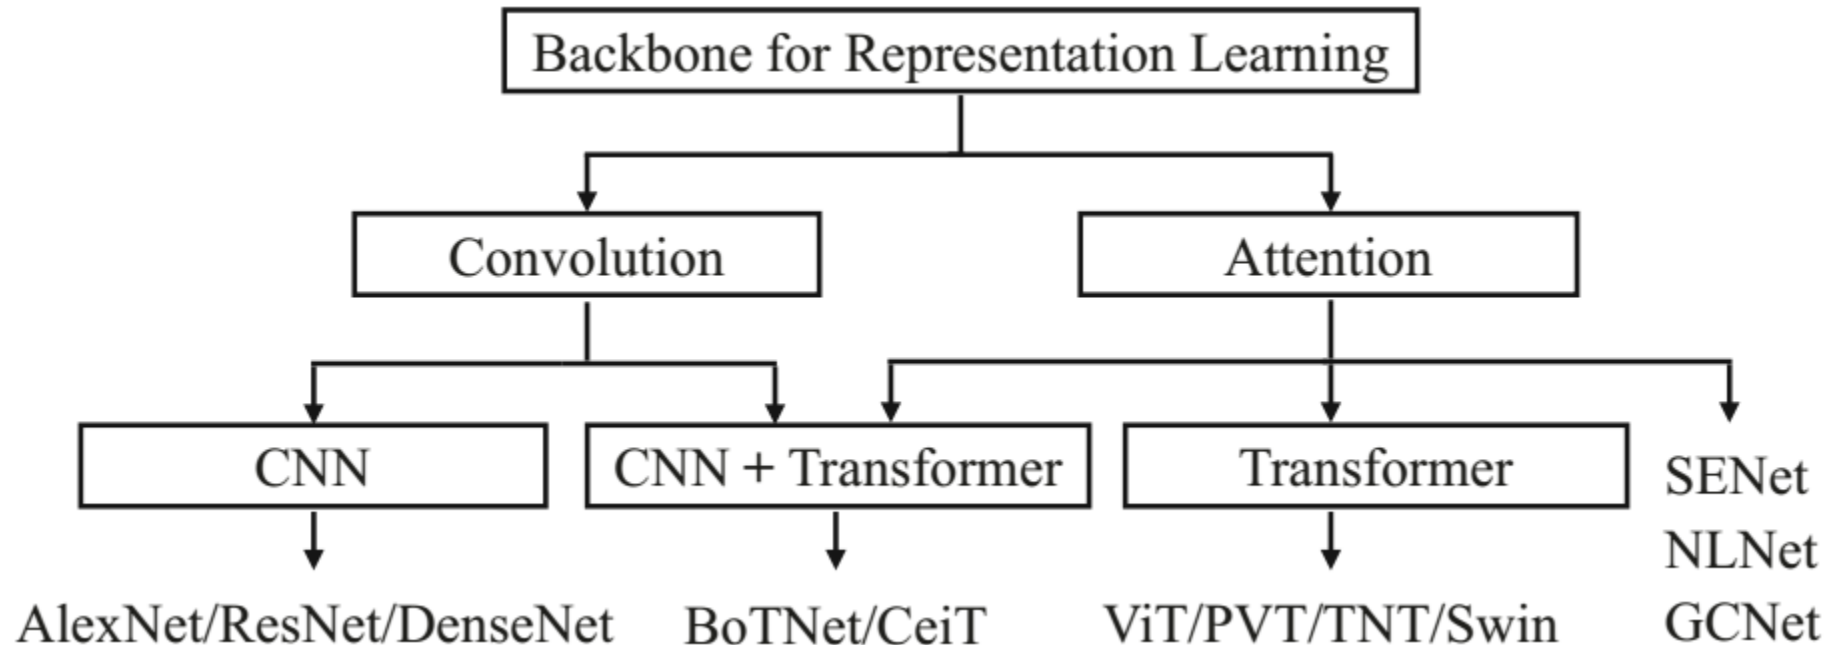 Backbone for Representation Learning
Convolution
Attention
CNN
CNN + Transformer
Transformer
SENet
NLNet
GCNet
AlexNet/ResNet/DenseNet
BoTNet/CeiT
ViT/PVT/TNT/Swin